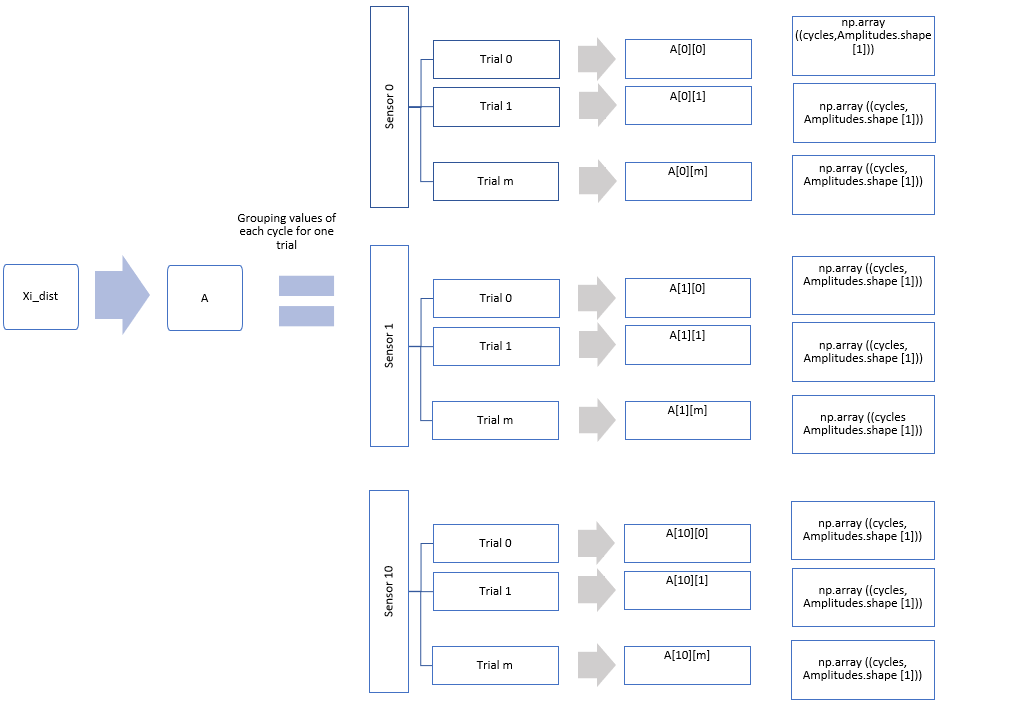 Xi_dist
A
Grouping values of
each cycle for one
trial
Sensor 0
Trial 0
A[0][0]
np.array
((cycles,Amplitudes.shape
[1]))
Trial 1
A[0][1]
np.array ((cycles,
Amplitudes.shape [1]))
Trial m
A[0][m]
np.array ((cycles,
Amplitudes.shape [1]))
Sensor 1
Trial 0
A[1][0]
np.array ((cycles,
Amplitudes.shape [1]))
Trial 1
A[1][1]
np.array ((cycles,
Amplitudes.shape [1]))
Trial m
A[1][m]
np.array ((cycles
Amplitudes.shape [1]))
Sensor 10
Trial 0
A[10][0]
np.array ((cycles,
Amplitudes.shape [1]))
Trial 1
A[10][1]
np.array ((cycles,
Amplitudes.shape [1]))
Trial m
A[10][m]
np.array ((cycles,
Amplitudes.shape [1]))